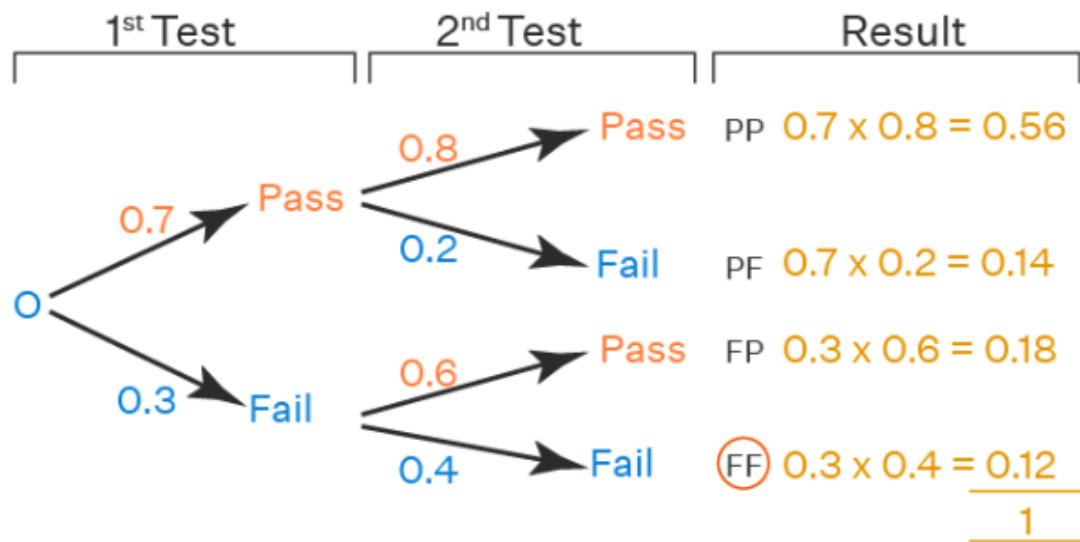 1st Test 2nd Test Result
0.8 Pass PP 0.7 x 0.8 = 0.56
0.7 Pass
0.2 Fail PF 0.7 x 0.2 = 0.14
O
0.6 Pass FP 0.3 x 0.6 = 0.18
0.3 Fail
0.4 Fail FF 0.3 x 0.4 = 0.12
1